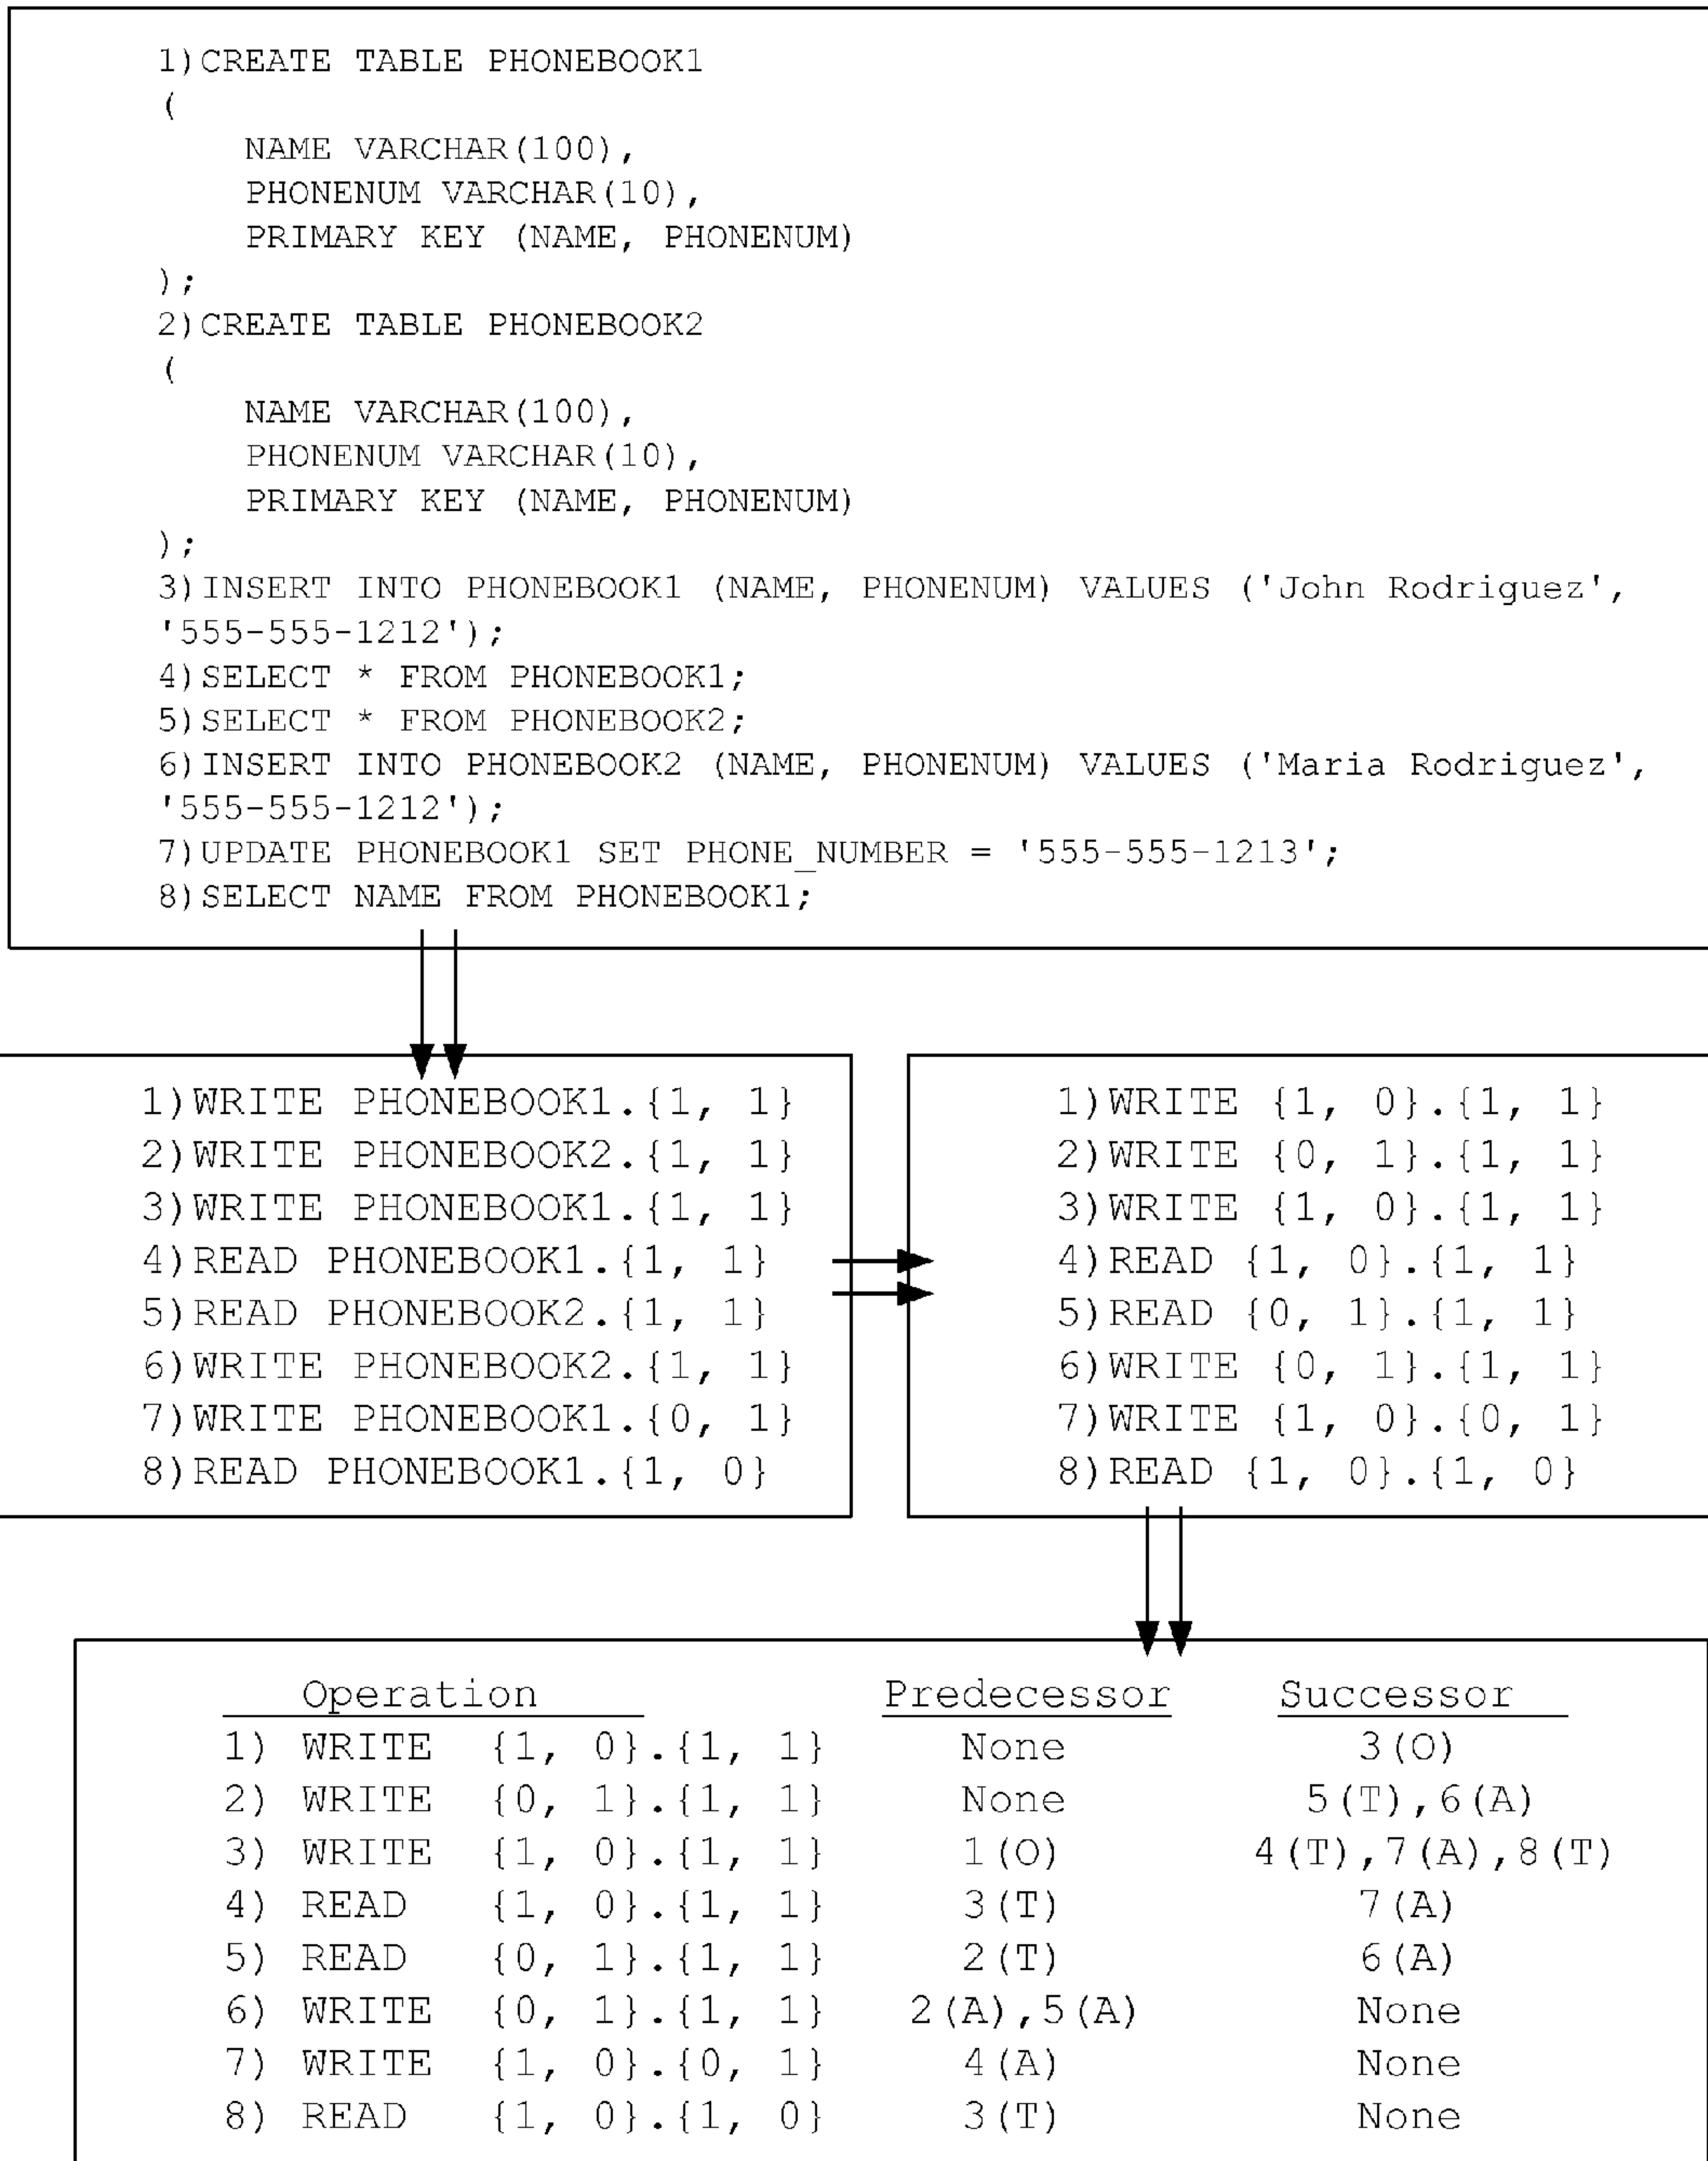 1)CREATE TABLE PHONEBOOK1
(
NAME VARCHAR(100),
PHONENUM VARCHAR(10),
PRIMARY KEY (NAME, PHONENUM)
);
2)CREATE TABLE PHONEBOOK2
(
NAME VARCHAR(100),
PHONENUM VARCHAR(10),
PRIMARY KEY (NAME, PHONENUM)
);
3)INSERT INTO PHONEBOOK1 (NAME, PHONENUM) VALUES ('John Rodriguez',
'555-555-1212');
4)SELECT * FROM PHONEBOOK1;
5)SELECT * FROM PHONEBOOK2;
6)INSERT INTO PHONEBOOK2 (NAME, PHONENUM) VALUES ('Maria Rodriguez',
'555-555-1212');
7)UPDATE PHONEBOOK1 SET PHONE_NUMBER = '555-555-1213';
8)SELECT NAME FROM PHONEBOOK1;
1)WRITE PHONEBOOK1.{1, 1}
2)WRITE PHONEBOOK2.{1, 1}
3)WRITE PHONEBOOK1.{1, 1}
4)READ PHONEBOOK1.{1, 1}
5)READ PHONEBOOK2.{1, 1}
6)WRITE PHONEBOOK2.{1, 1}
7)WRITE PHONEBOOK1.{0, 1}
8)READ PHONEBOOK1.{1, 0}
1)WRITE {1, 0}.{1, 1}
2)WRITE {0, 1}.{1, 1}
3)WRITE {1, 0}.{1, 1}
4)READ {1, 0}.{1, 1}
5)READ {0, 1}.{1, 1}
6)WRITE {0, 1}.{1, 1}
7)WRITE {1, 0}.{0, 1}
8)READ {1, 0}.{1, 0}
Operation Predecessor Successor
1) WRITE {1, 0}.{1, 1} None 3(O)
2) WRITE {0, 1}.{1, 1} None 5(T),6(A)
3) WRITE {1, 0}.{1, 1} 1(O) 4(T),7(A),8(T)
4) READ {1, 0}.{1, 1} 3(T) 7(A)
5) READ {0, 1}.{1, 1} 2(T) 6(A)
6) WRITE {0, 1}.{1, 1} 2(A),5(A) None
7) WRITE {1, 0}.{0, 1} 4(A) None
8) READ {1, 0}.{1, 0} 3(T) None